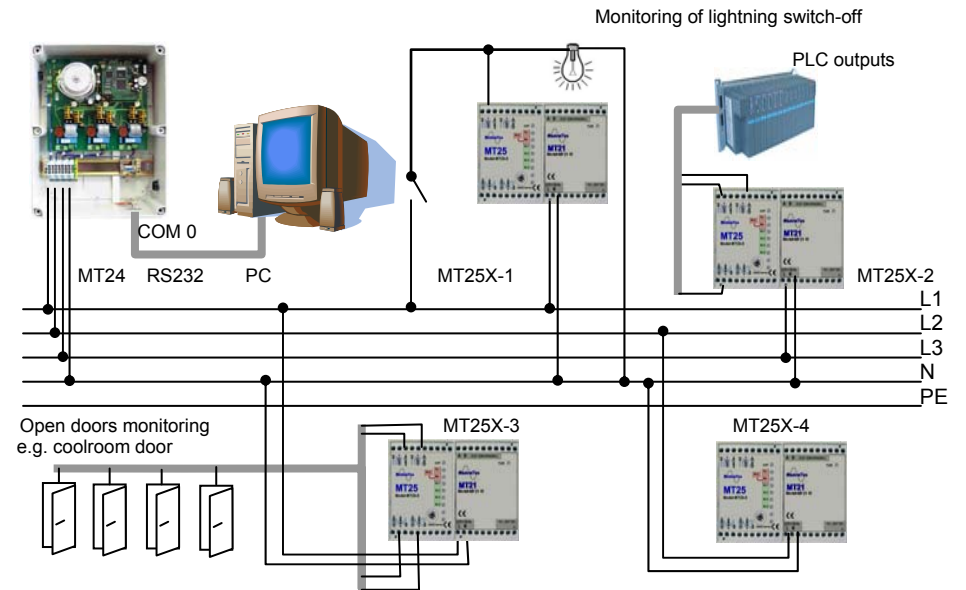 Monitoring of lightning switch-off
PLC outputs
COM 0
MT24
RS232
PC
MT25X-1
MT25X-2
L1
L2
L3
N
PE
Open doors monitoring
e.g. coolroom door
MT25X-3
MT25X-4
MT25
MT21
MT25
MT21
MT25
MT21
MT25
MT21